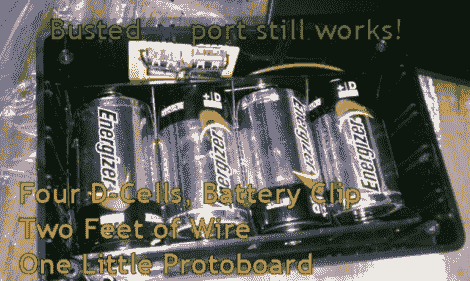 Busted port still works!
Energizer
Energizer
Energizer
Energizer
Four D-Cells, Battery Clip
Two Feet of Wire
One Little Protoboard